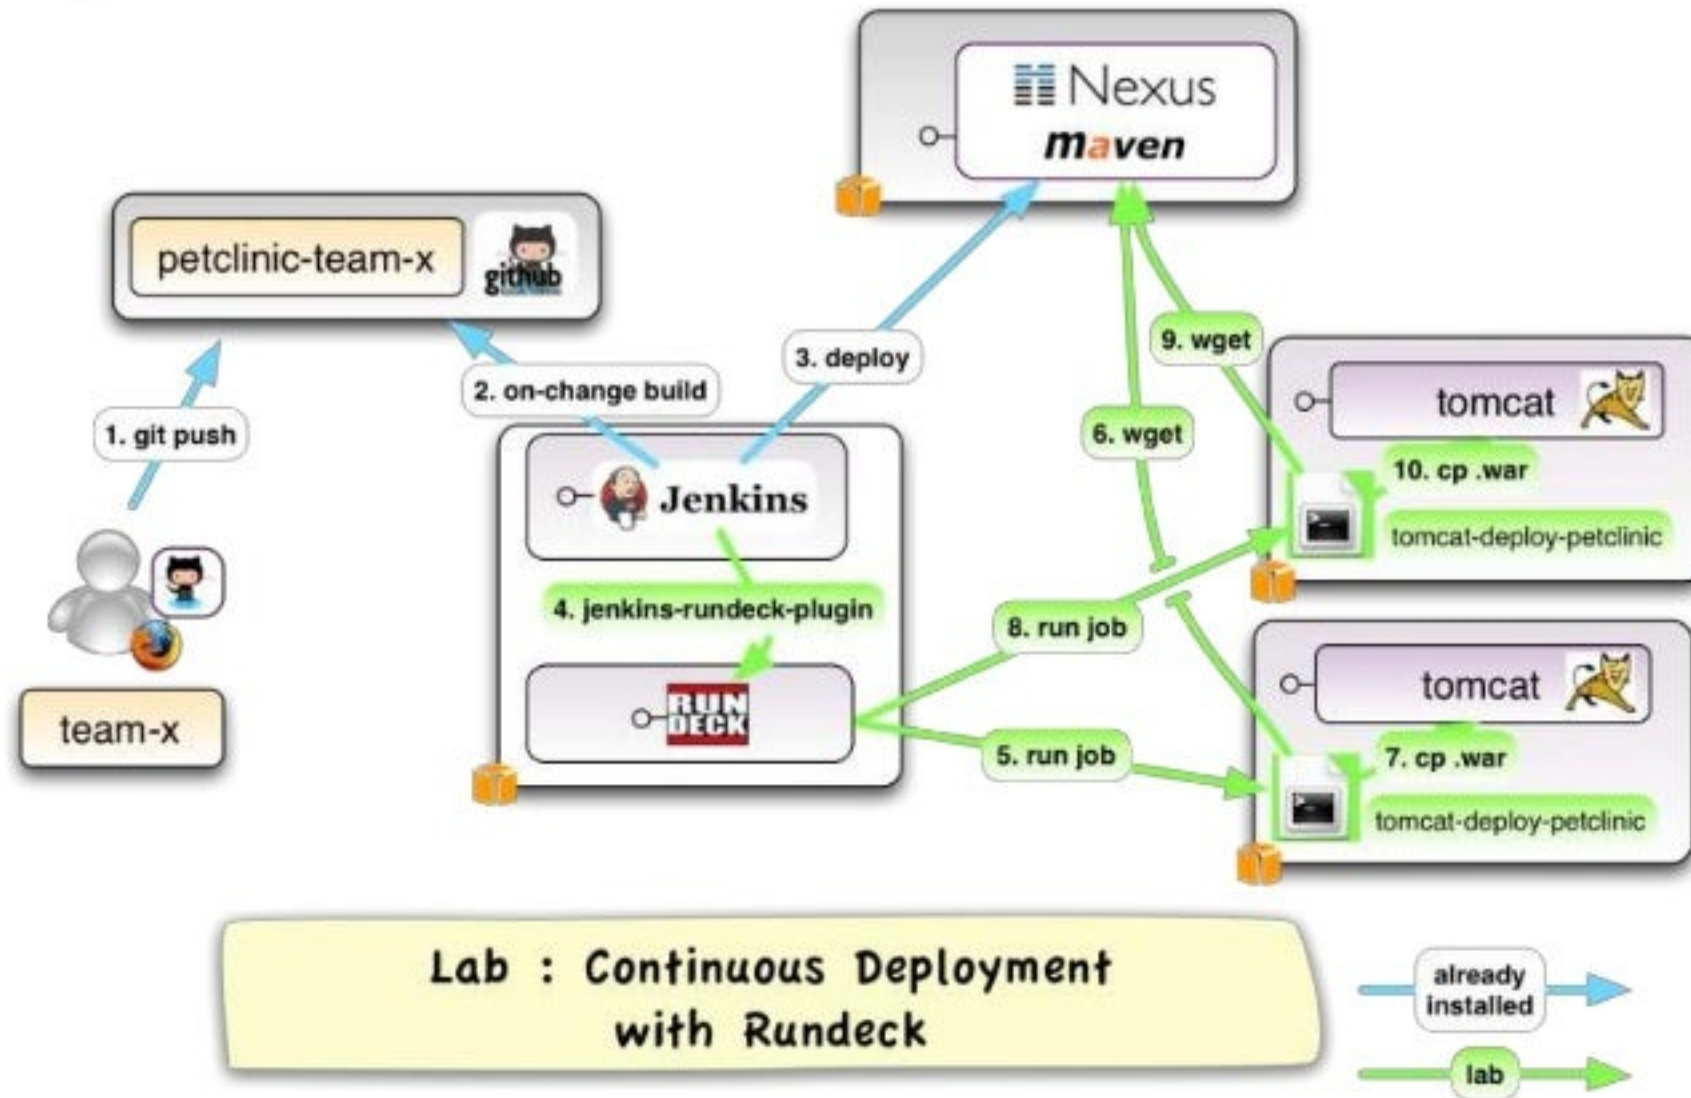 Nexus
maven
petclinic-team-x
github
3. deploy
9. wget
2. on-change build
tomcat
1. git push
6. wget
10. cp .war
Jenkins
tomcat-deploy-petclinic
4. jenkins-rundeck-plugin
8. run job
RUN
DECK
tomcat
team-x
5. run job
7. cp .war
tomcat-deploy-petclinic
Lab : Continuous Deployment
with Rundeck
already
installed
lab